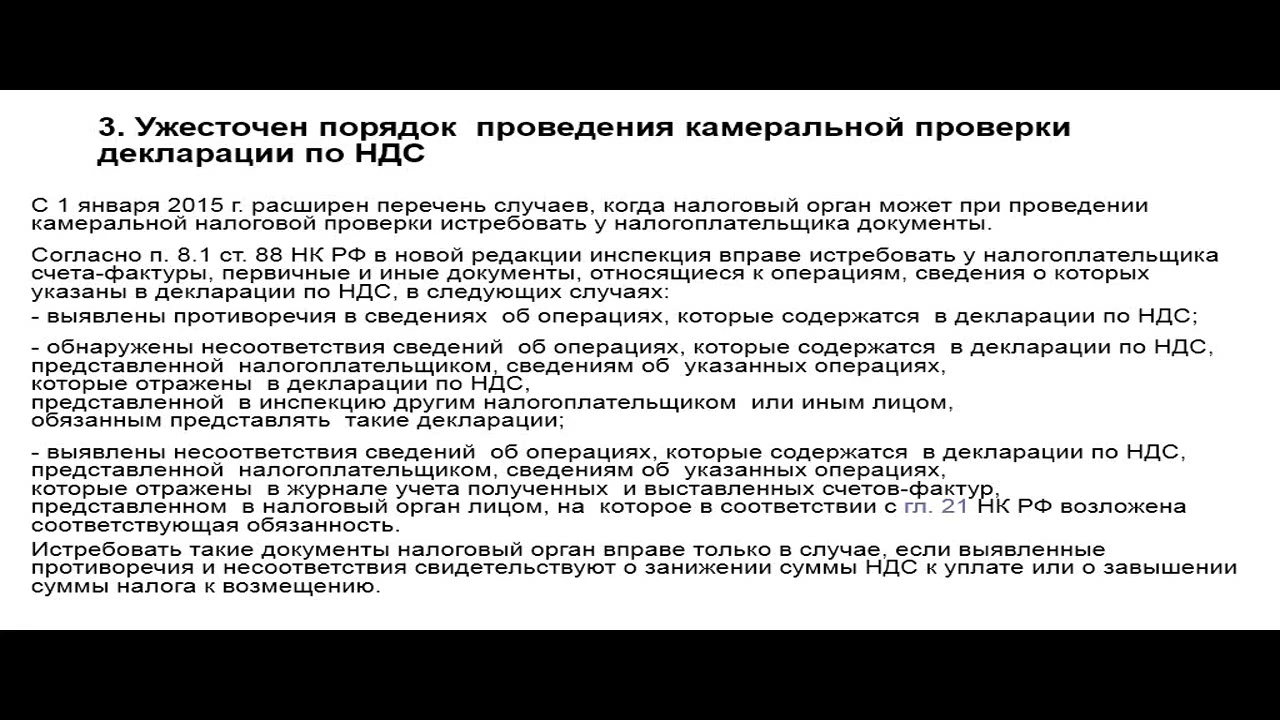 3. Ужесточен порядок  проведения камеральной проверки
декларации по НДС
С 1 января 2015 г. расширен перечень случаев, когда налоговый орган может при проведении
камеральной налоговой проверки истребовать у налогоплательщика документы.
Согласно п. 8.1 ст. 88 НК РФ в новой редакции инспекция вправе истребовать у налогоплательщика
счета-фактуры, первичные и иные документы, относящиеся к операциям, сведения о которых
указаны в декларации по НДС, в следующих случаях:
- выявлены противоречия в сведениях  об операциях, которые содержатся  в декларации по НДС;
- обнаружены несоответствия сведений  об операциях, которые содержатся  в декларации по НДС,
представленной  налогоплательщиком, сведениям об  указанных операциях,
которые отражены  в декларации по НДС,
представленной  в инспекцию другим налогоплательщиком  или иным лицом,
обязанным представлять  такие декларации;
- выявлены несоответствия сведений  об операциях, которые содержатся  в декларации по НДС,
представленной  налогоплательщиком, сведениям об  указанных операциях,
которые отражены  в журнале учета полученных  и выставленных счетов-фактур,
представленном  в налоговый орган лицом, на  которое в соответствии с гл. 21 НК РФ возложена
соответствующая обязанность.
Истребовать такие документы налоговый орган вправе только в случае, если выявленные
противоречия и несоответствия свидетельствуют о занижении суммы НДС к уплате или о завышении
суммы налога к возмещению.